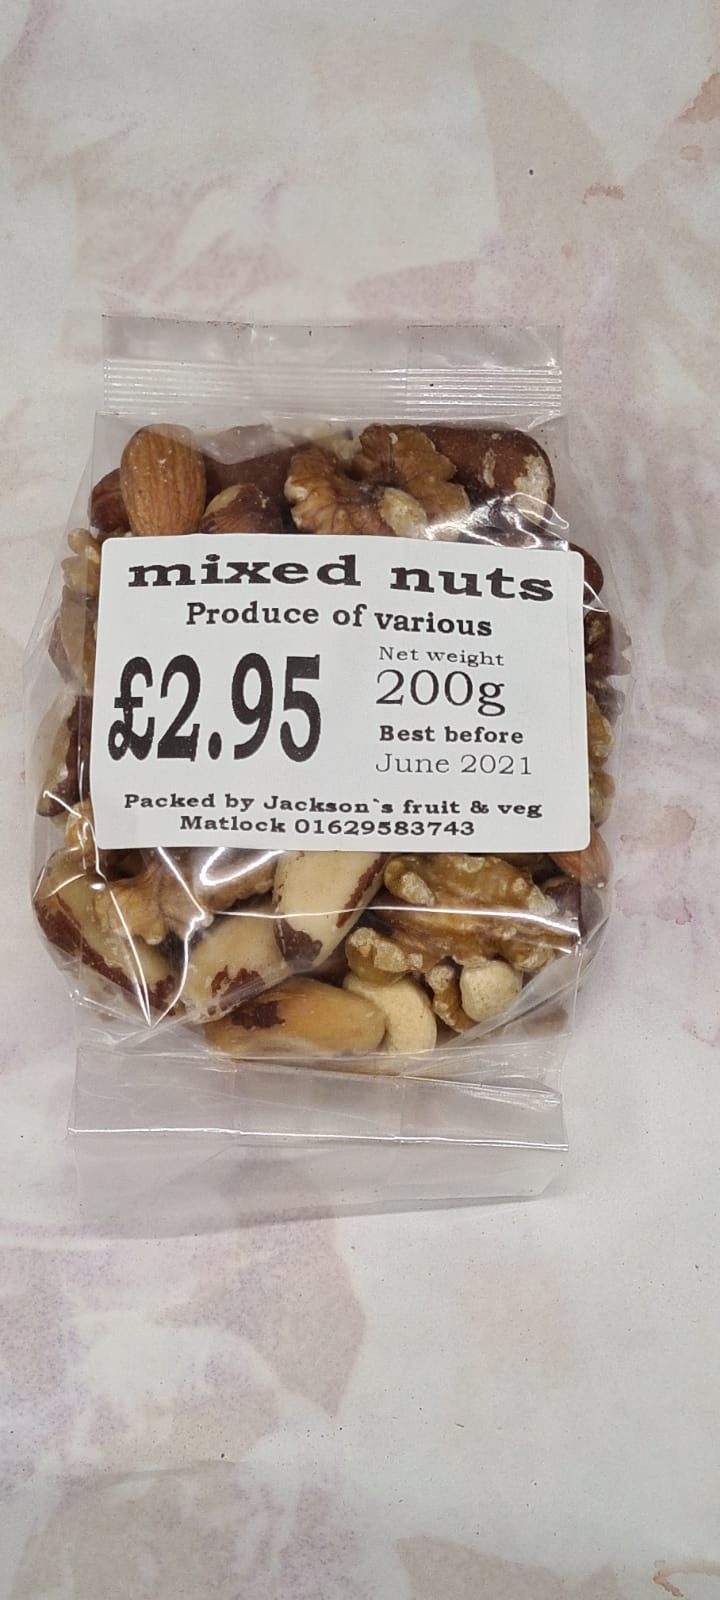 mixed nuts
Produce of various
£2.95
Net weight
200g
Best before
June 2021
Packed by Jackson`s fruit & veg
Matlock 01629583743